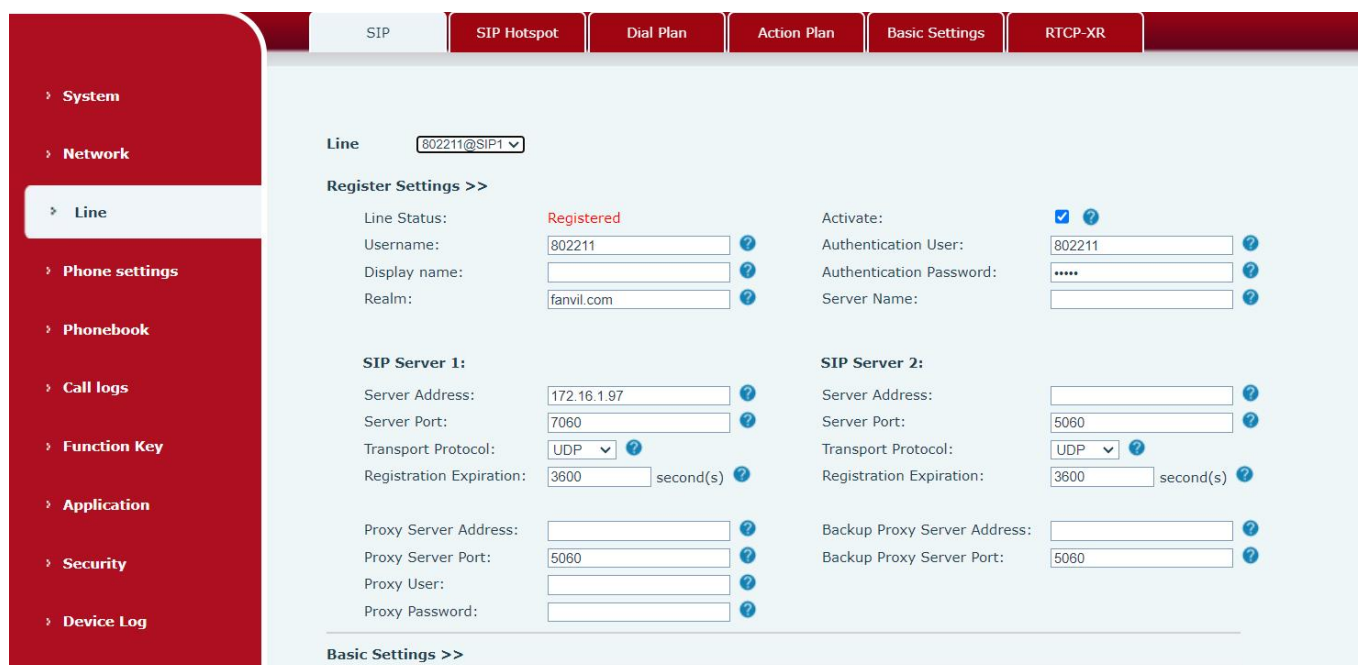 SIP SIP Hotspot Dial Plan Action Plan Basic Settings RTCP-XR
System
Network
Line
Phone settings
Phonebook
Call logs
Function Key
Application
Security
Device Log
Line 802211@SIP1
Register Settings >>
Line Status: Registered Activate:
Username: 802211 Authentication User: 802211
Display name: Authentication Password: •••••
Realm: fanvil.com Server Name:
SIP Server 1: SIP Server 2:
Server Address: 172.16.1.97 Server Address:
Server Port: 7060 Server Port: 5060
Transport Protocol: UDP Transport Protocol: UDP
Registration Expiration: 3600 second(s) Registration Expiration: 3600 second(s)
Proxy Server Address: Backup Proxy Server Address:
Proxy Server Port: 5060 Backup Proxy Server Port: 5060
Proxy User:
Proxy Password:
Basic Settings >>